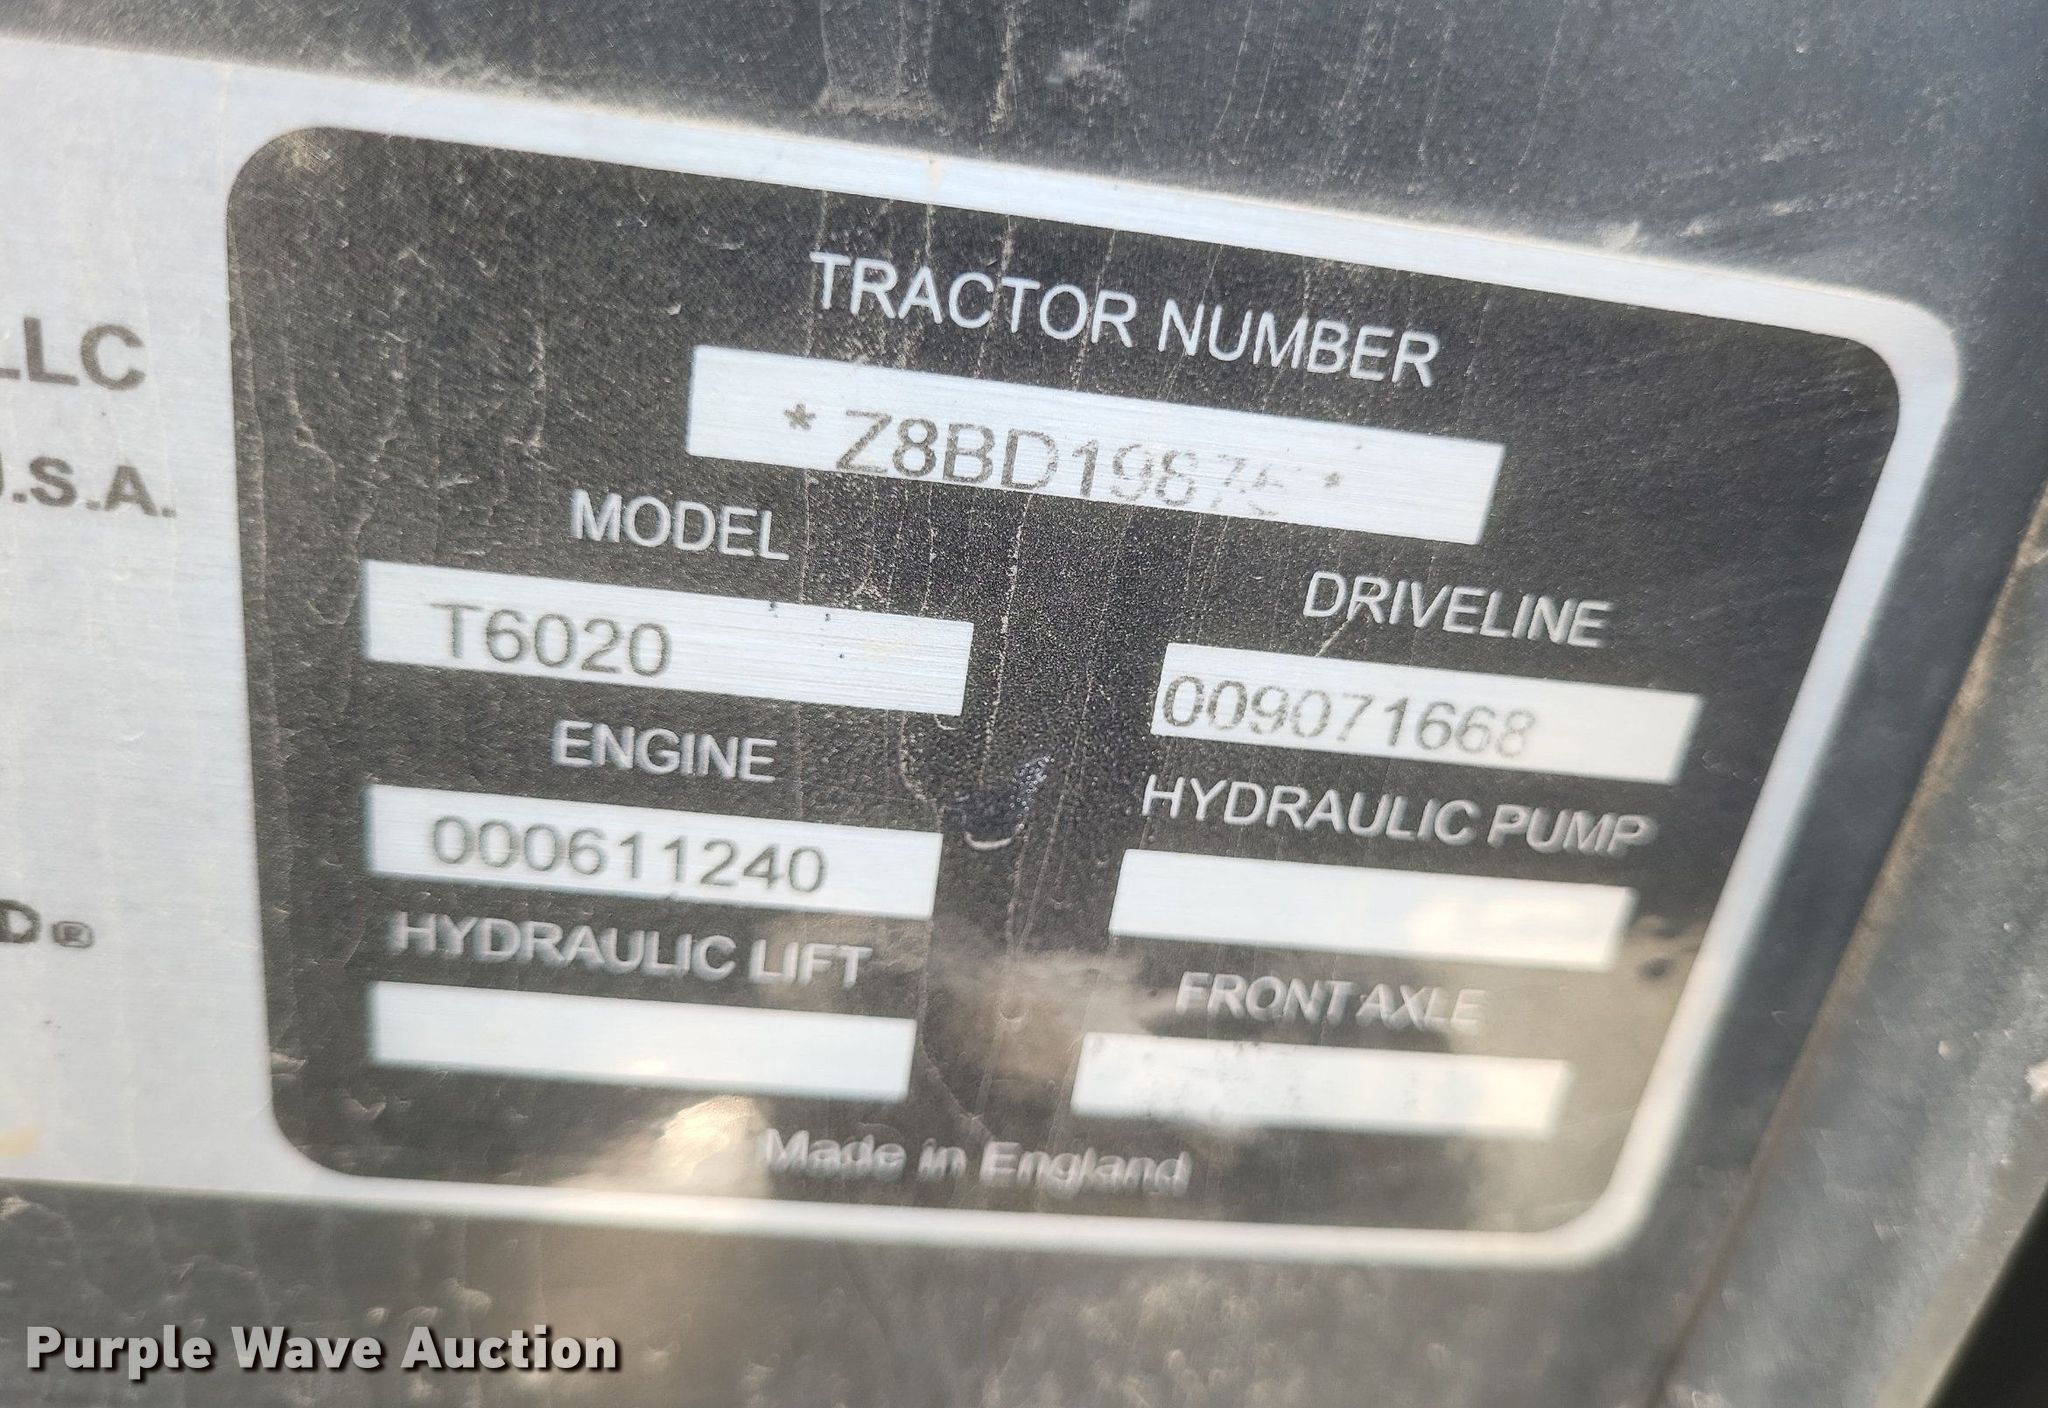 LLC
U.S.A.
D®
TRACTOR NUMBER
*Z8BD19875*
MODEL
T6020
DRIVELINE
009071668
ENGINE
000611240
HYDRAULIC PUMP
HYDRAULIC LIFT
FRONT AXLE
Made in England
Purple Wave Auction